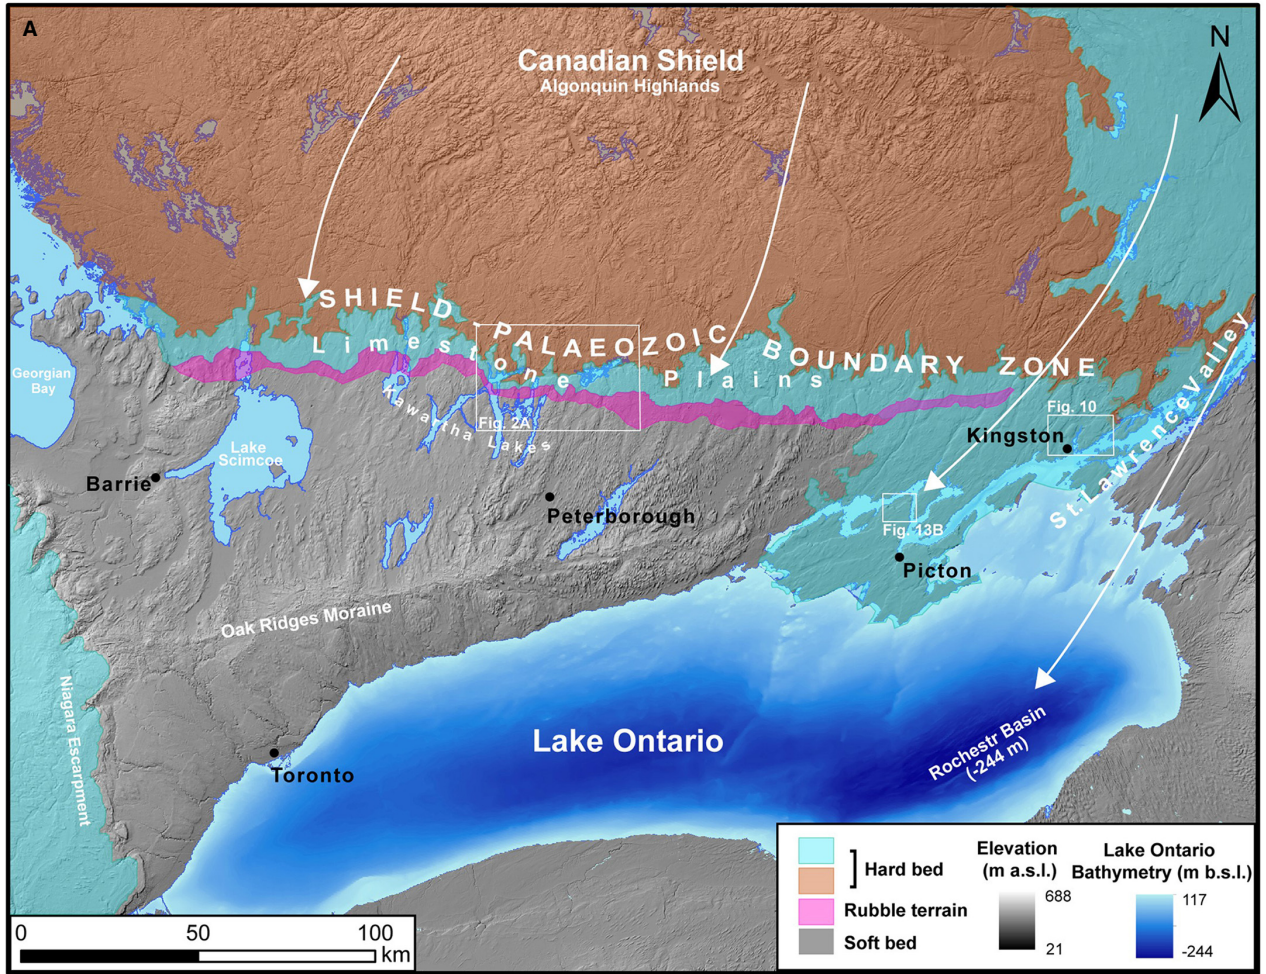 A
Canadian Shield
Algonquin Highlands
N
SHIELD PALAEOZOIC BOUNDARY ZONE
Limestone Plains
Georgian
Bay
Kawartha Lakes
Fig. 2A
Fig. 10
Kingston
St. Lawrence Valley
Lake
Scimcoe
Barrie
Peterborough
Fig. 13B
Picton
Oak Ridges Moraine
Niagara Escarpment
Lake Ontario
Rochestr Basin
(-244 m)
Toronto
Hard bed
Rubble terrain
Soft bed
Elevation
(m a.s.l.)
688
21
Lake Ontario
Bathymetry (m b.s.l.)
117
-244
0 50 100
km